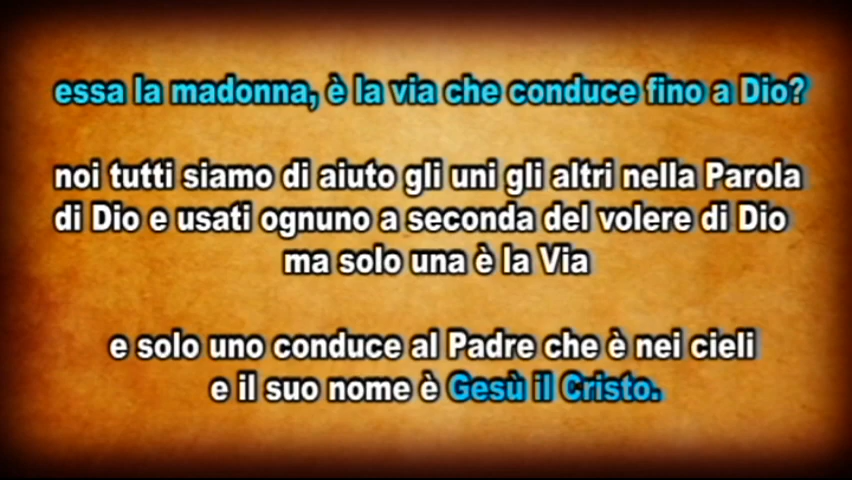 essa la madonna, è la via che conduce fino a Dio?
noi tutti siamo di aiuto gli uni gli altri nella Parola
di Dio e usati ognuno a seconda del volere di Dio
ma solo una è la Via
e solo uno conduce al Padre che è nei cieli
e il suo nome è Gesù il Cristo.